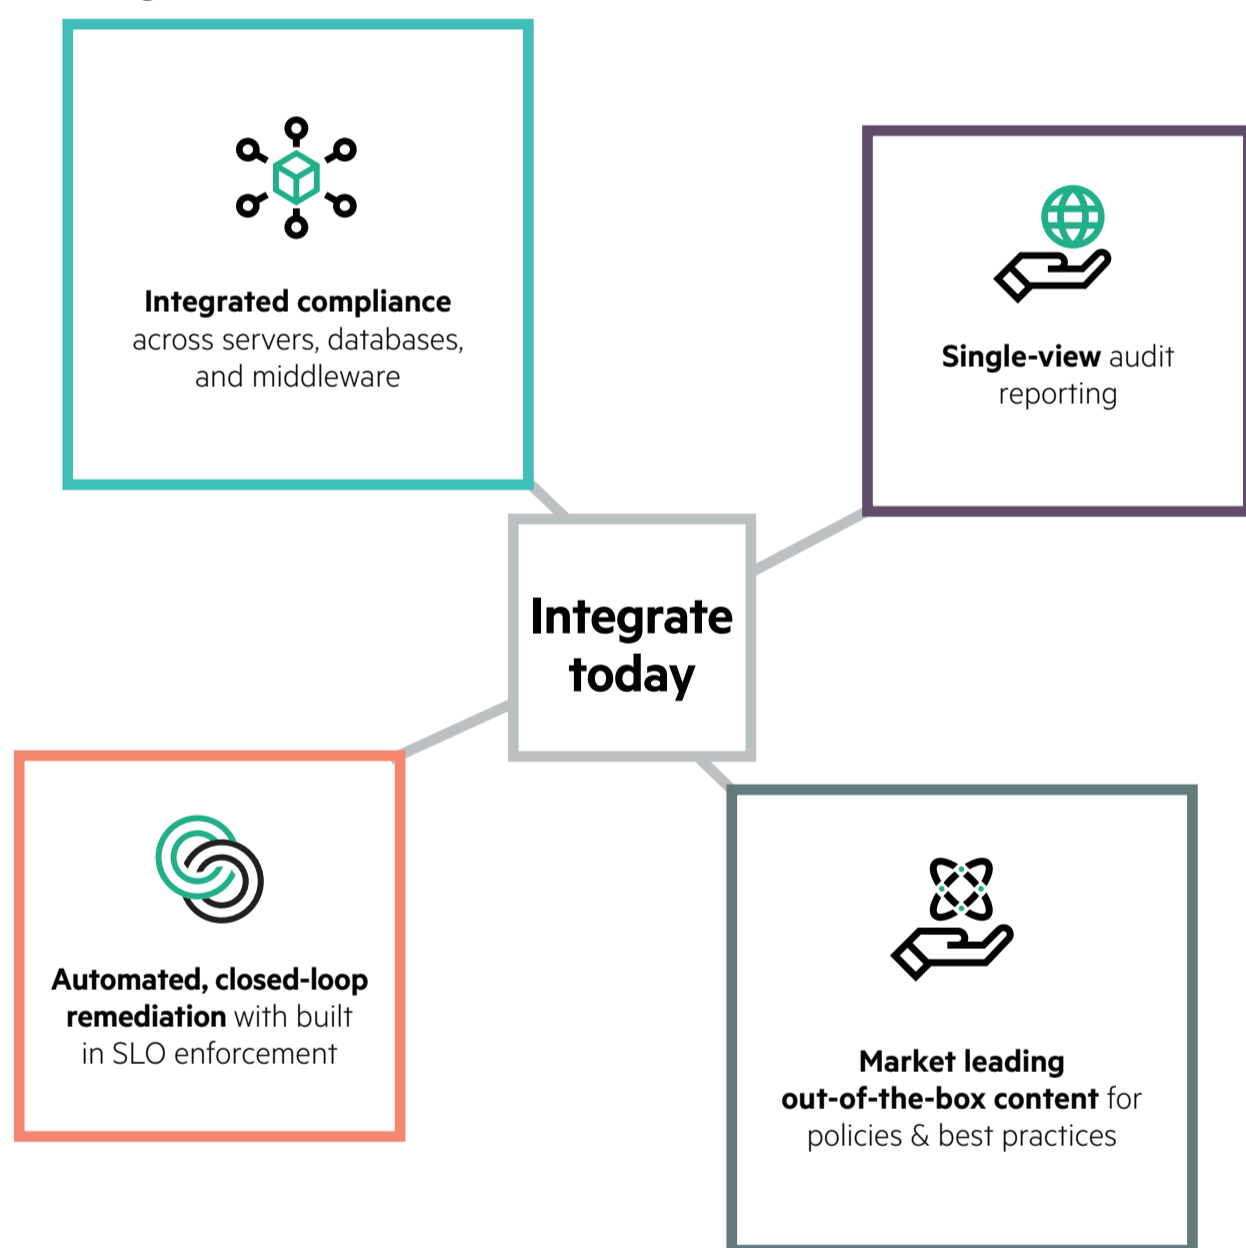 Integrated compliance
across servers, databases,
and middleware
Single-view audit
reporting
Integrate
today
Automated, closed-loop
remediation with built
in SLO enforcement
Market leading
out-of-the-box content for
policies & best practices